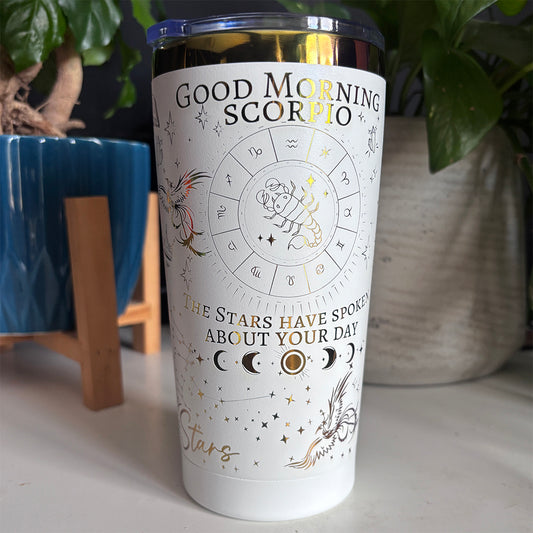 GOOD MORNING
SCORPIO
THE STARS HAVE SPOKEN
ABOUT YOUR DAY
Stars